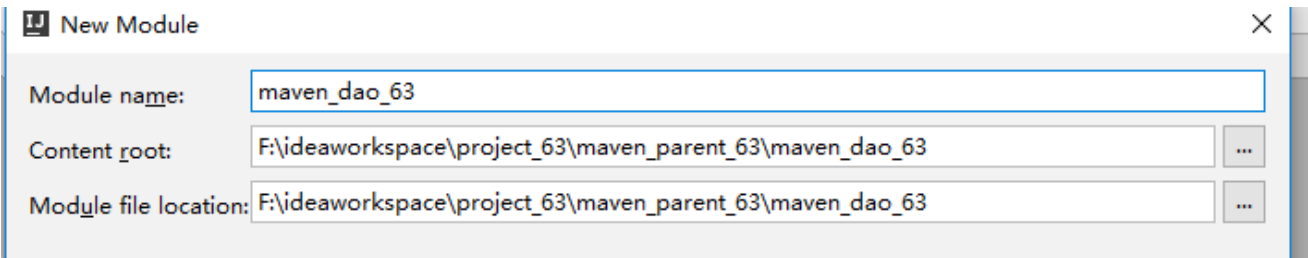 New Module
Module name: maven_dao_63
Content root: F:\ideaworkspace\project_63\maven_parent_63\maven_dao_63 ...
Module file location: F:\ideaworkspace\project_63\maven_parent_63\maven_dao_63 ...